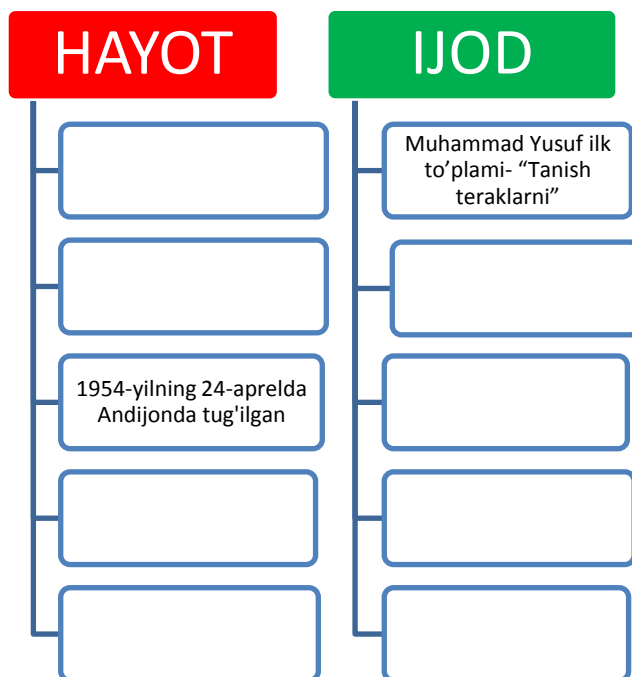 HAYOT
1954-yilning 24-aprelda
Andijonda tug'ilgan
IJOD
Muhammad Yusuf ilk
to’plami- “Tanish
teraklarni”